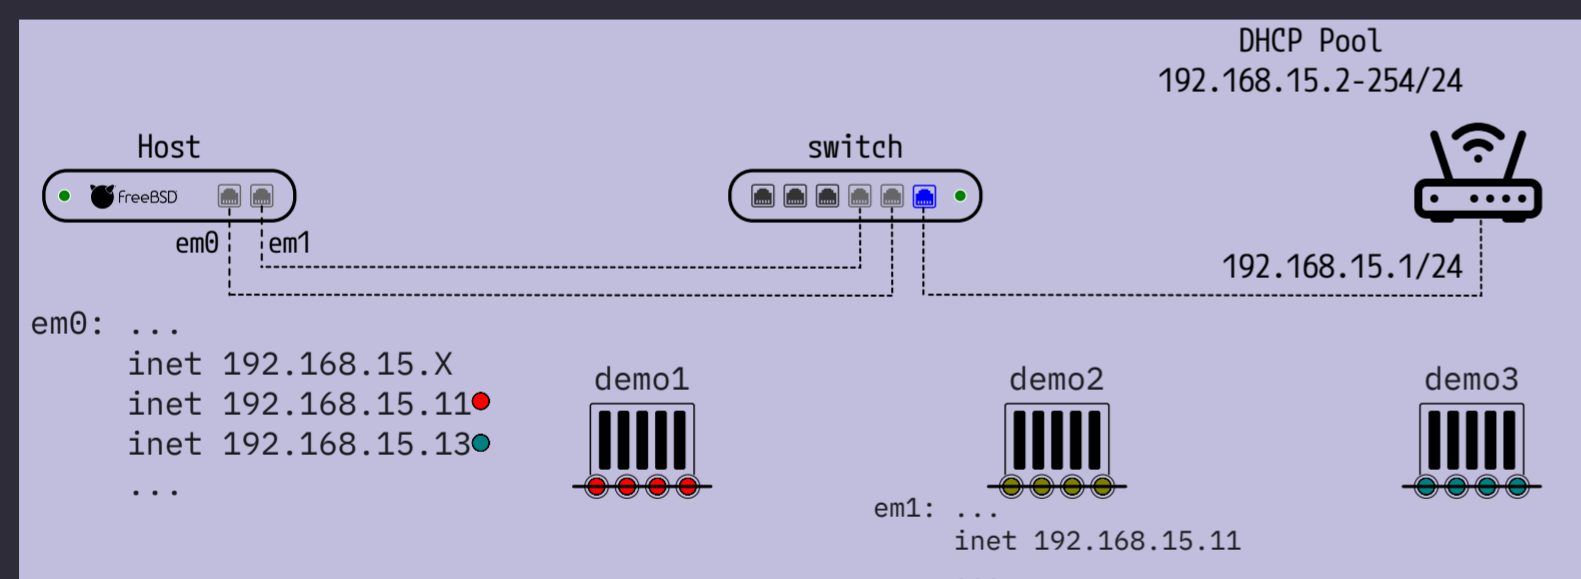 DHCP Pool
192.168.15.2-254/24
Host
switch
freeBSD
em0
em1
192.168.15.1/24
em0: ...
inet 192.168.15.X
inet 192.168.15.11
inet 192.168.15.13
...
demo1
demo2
demo3
em1: ...
inet 192.168.15.11
...